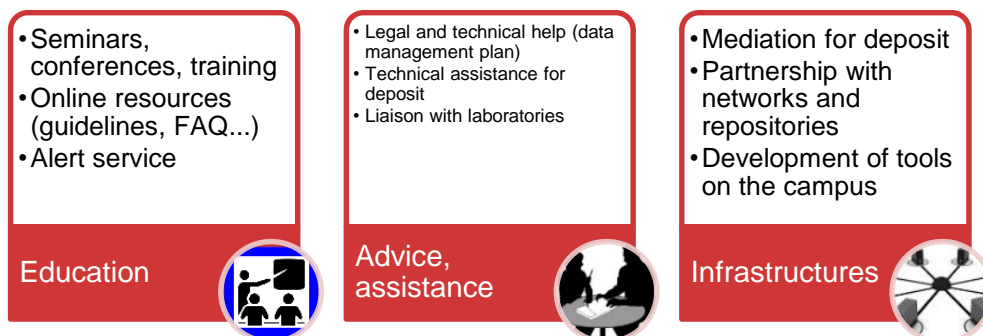 •Seminars,
conferences, training
•Online resources
(guidelines, FAQ...)
•Alert service
Education
• Legal and technical help (data
management plan)
• Technical assistance for
deposit
• Liaison with laboratories
Advice,
assistance
•Mediation for deposit
•Partnership with
networks and
repositories
•Development of tools
on the campus
Infrastructures